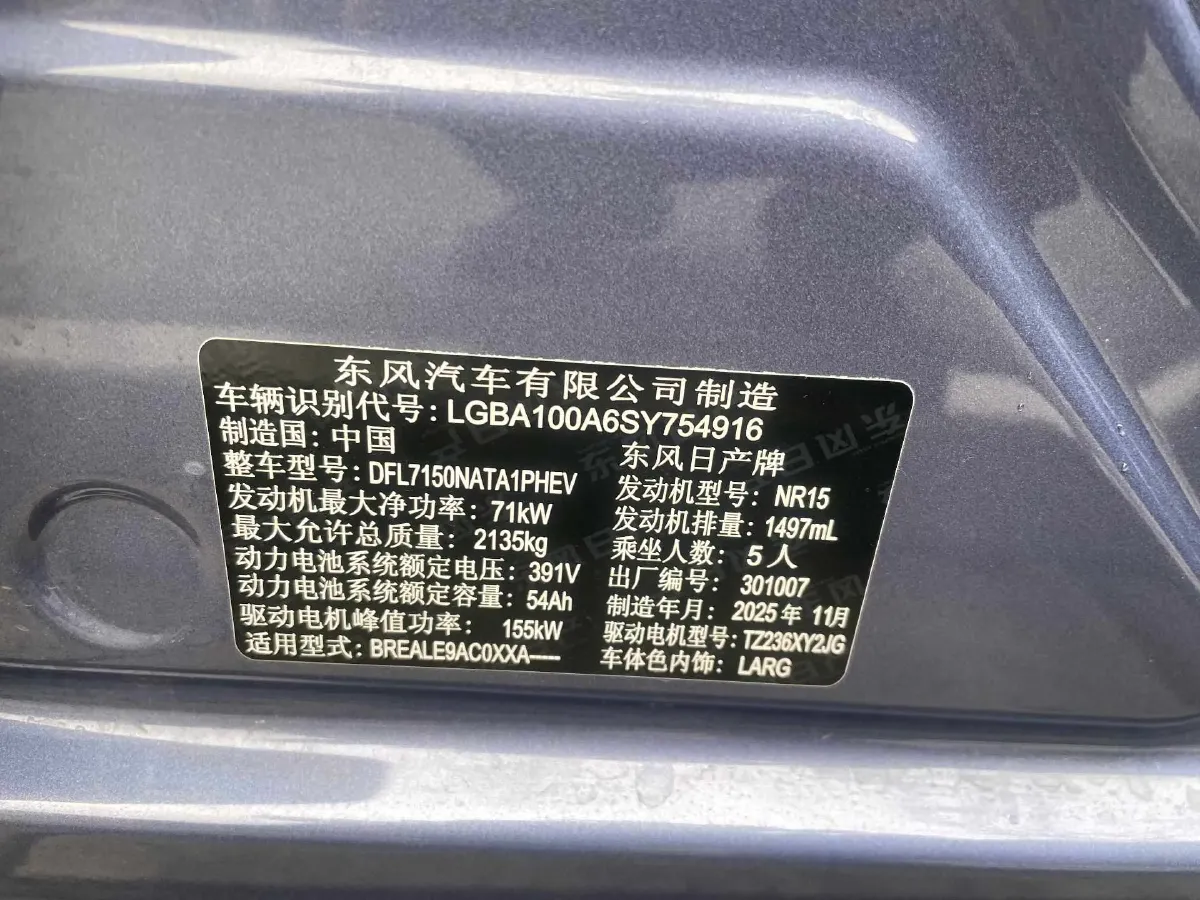 东风汽车有限公司制造
车辆识别代号：LGBA100A6SY754916
制造国：中国
东风日产牌
整车型号：DFL7150NATA1PHEV
发动机型号：NR15
发动机最大净功率：71kW
发动机排量：1497mL
最大允许总质量：2135kg
乘坐人数：5人
动力电池系统额定电压：391V
出厂编号：301007
动力电池系统额定容量：54Ah
制造年月：2025年 11月
驱动电机峰值功率：155kW
驱动电机型号：TZ236XY2JG
适用型式：BREALE9AC0XXA-----
车体色内饰：LARG